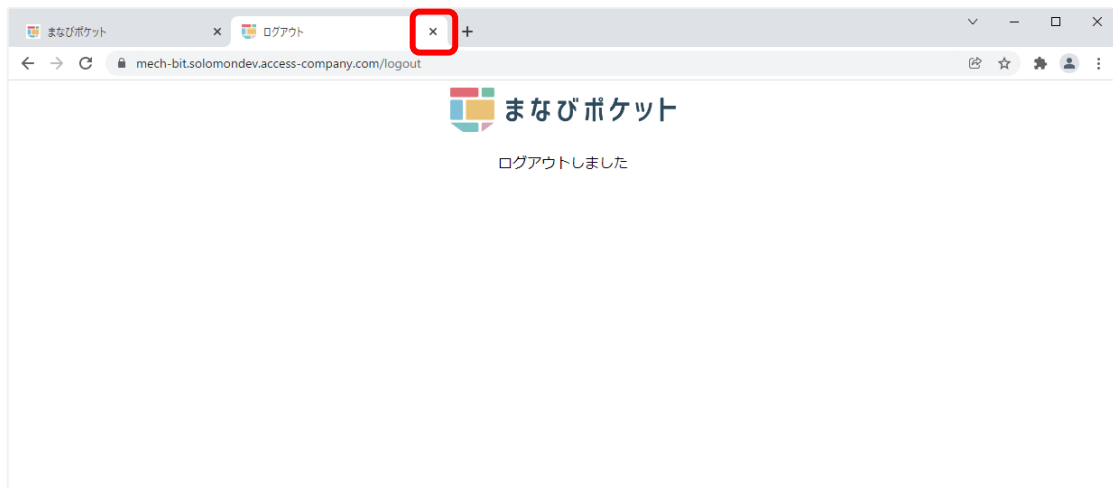 まなびポケット
ログアウト
mech-bit.solomondev.access-company.com/logout
まなびポケット
ログアウトしました